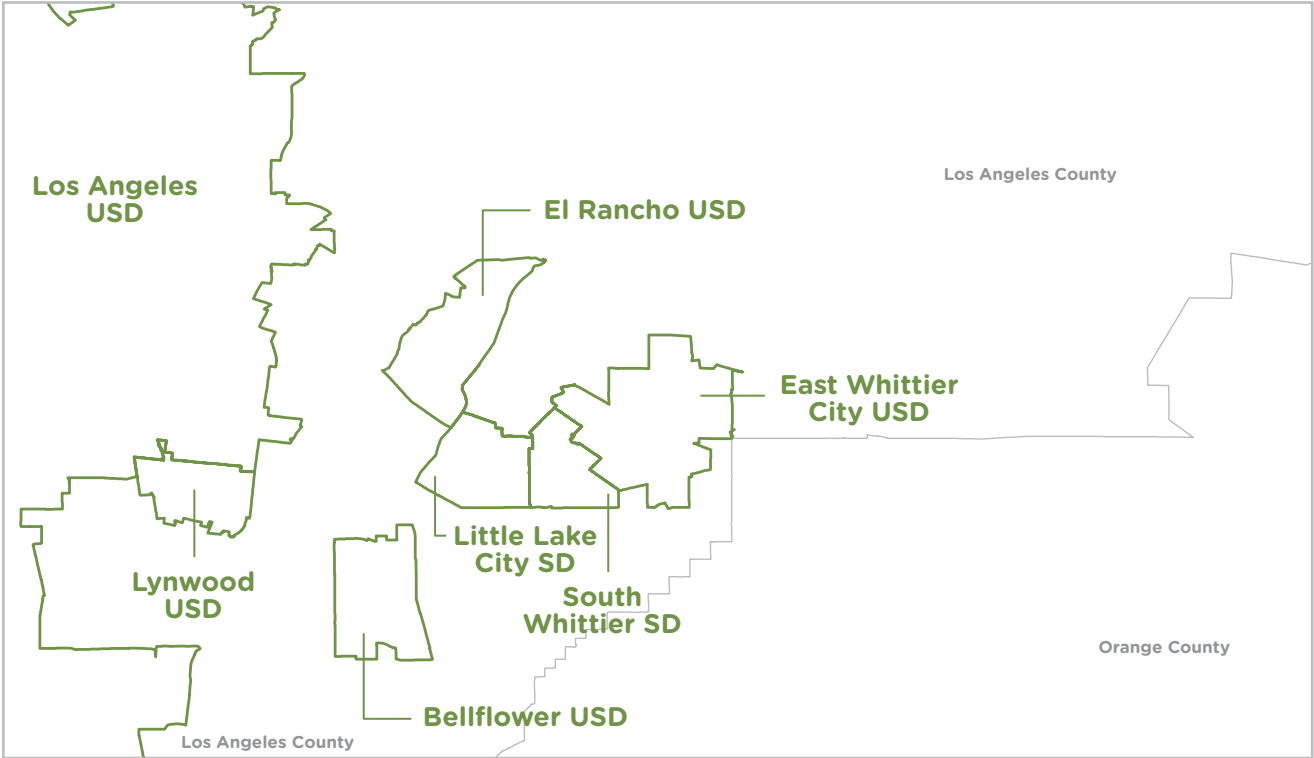 Los Angeles County
Los Angeles
USD
El Rancho USD
East Whittier
City USD
Little Lake
City SD
Lynwood
USD
South
Whittier SD
Orange County
Bellflower USD
Los Angeles County